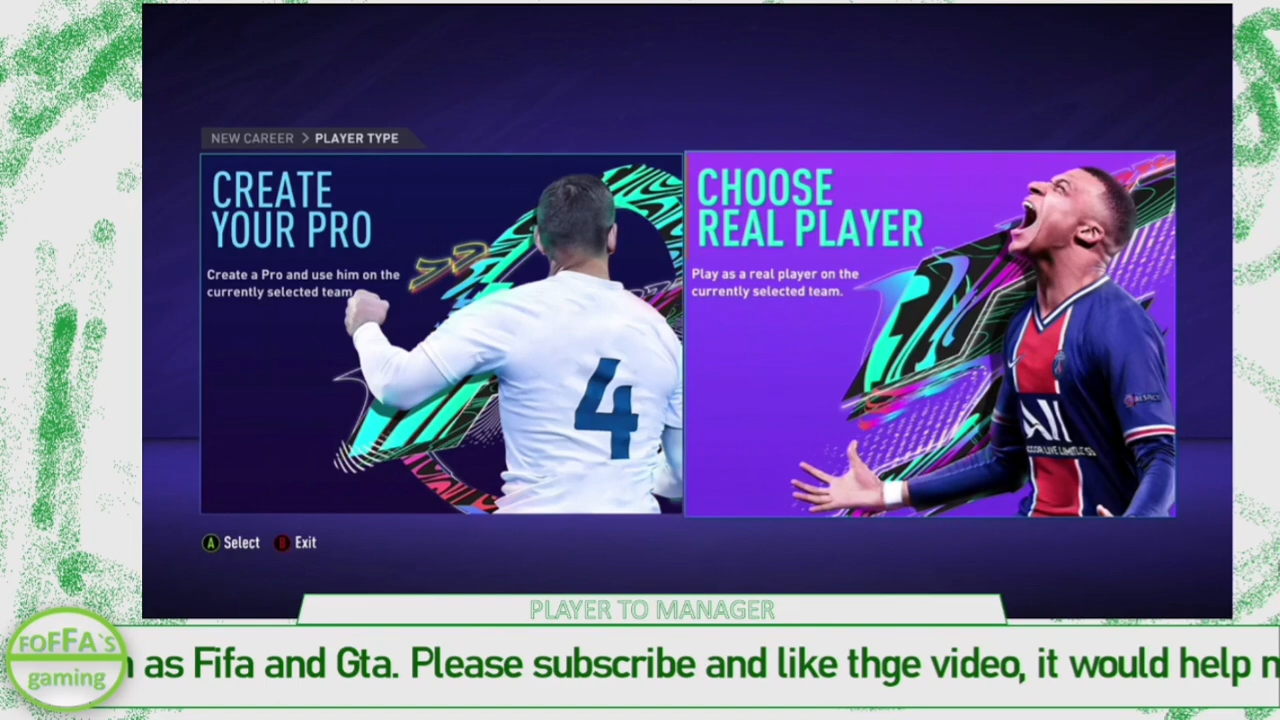 NEW CAREER > PLAYER TYPE
CREATE
YOUR PRO
Create a Pro and use him on the
currently selected team.
4
CHOOSE
REAL PLAYER
Play as a real player on the
currently selected team.
RESPECT
A Select B Exit
PLAYER TO MANAGER
FOFFA`S
gaming
as Fifa and Gta. Please subscribe and like thge video, it would help